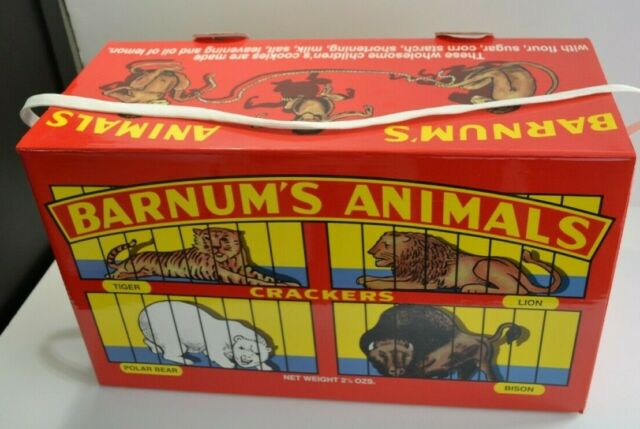 These wholesome children's cookies are made
with flour, sugar, corn starch, shortening, milk, salt, leavening and oil of lemon.
BARNUM'S ANIMALS
BARNUM'S ANIMALS
TIGER
CRACKERS
LION
POLAR BEAR
NET WEIGHT 2⅛ OZS.
BISON